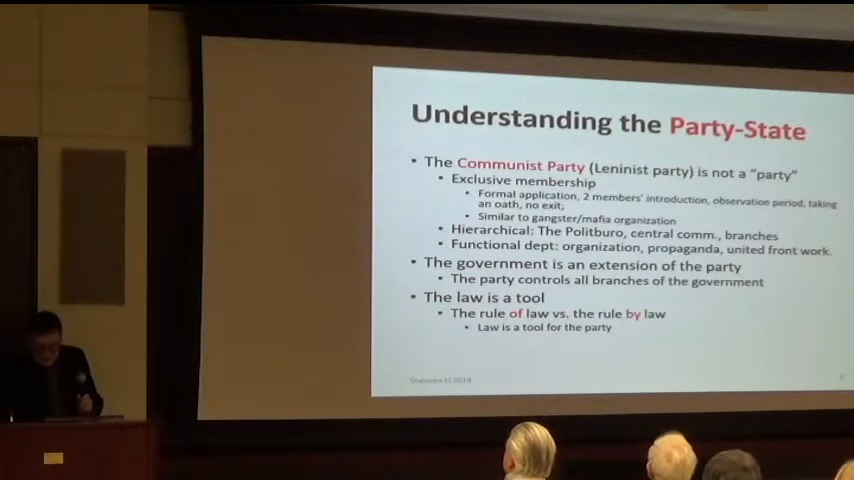 Understanding the Party-State
• The Communist Party (Leninist party) is not a "party"
• Exclusive membership
• Formal application, 2 members' introduction, observation period, taking
an oath, no exit;
• Similar to gangster/mafia organization
• Hierarchical: The Politburo, central comm., branches
• Functional dept: organization, propaganda, united front work.
• The government is an extension of the party
• The party controls all branches of the government
• The law is a tool
• The rule of law vs. the rule by law
• Law is a tool for the party